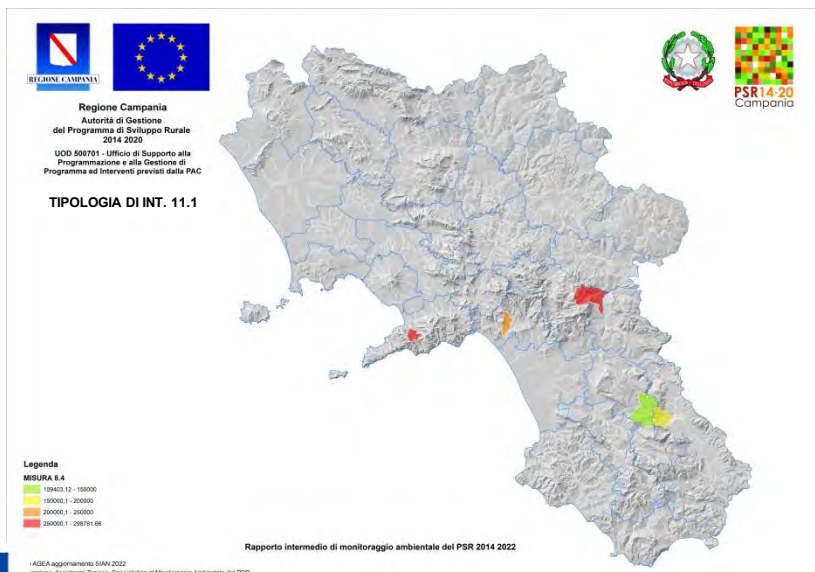 REGIONE CAMPANIA
PSR14·20
Campania
Regione Campania
Autorità di Gestione
del Programma di Sviluppo Rurale
2014 2020
UOD 500701 - Ufficio di Supporto alla
Programmazione e alla Gestione di
Programma ed Interventi previsti dalla PAC
TIPOLOGIA DI INT. 11.1
Legenda
MISURA 8.4
109403,12 - 150000
150000,1 - 200000
200000,1 - 250000
250000,1 - 298781,66
Rapporto intermedio di monitoraggio ambientale del PSR 2014 2022
AGEA aggiornamento SIAN 2022